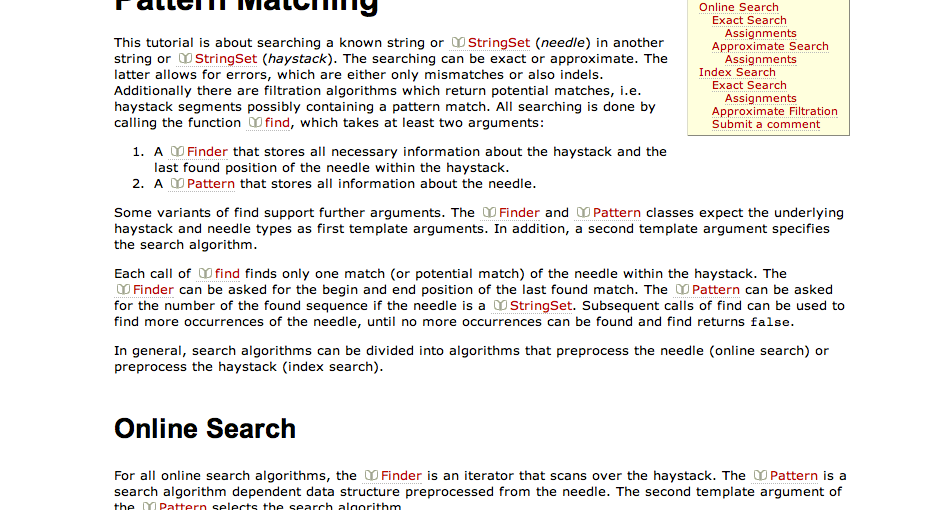 Pattern Matching
This tutorial is about searching a known string or StringSet (needle) in another
string or StringSet (haystack). The searching can be exact or approximate. The
latter allows for errors, which are either only mismatches or also indels.
Additionally there are filtration algorithms which return potential matches, i.e.
haystack segments possibly containing a pattern match. All searching is done by
calling the function find, which takes at least two arguments:
1. A Finder that stores all necessary information about the haystack and the
last found position of the needle within the haystack.
2. A Pattern that stores all information about the needle.
Some variants of find support further arguments. The Finder and Pattern classes expect the underlying
haystack and needle types as first template arguments. In addition, a second template argument specifies
the search algorithm.
Each call of find finds only one match (or potential match) of the needle within the haystack. The
Finder can be asked for the begin and end position of the last found match. The Pattern can be asked
for the number of the found sequence if the needle is a StringSet. Subsequent calls of find can be used to
find more occurrences of the needle, until no more occurrences can be found and find returns false.
In general, search algorithms can be divided into algorithms that preprocess the needle (online search) or
preprocess the haystack (index search).
Online Search
For all online search algorithms, the Finder is an iterator that scans over the haystack. The Pattern is a
search algorithm dependent data structure preprocessed from the needle. The second template argument of
the Pattern selects the search algorithm.
Online Search
Exact Search
Assignments
Approximate Search
Assignments
Index Search
Exact Search
Assignments
Approximate Filtration
Submit a comment